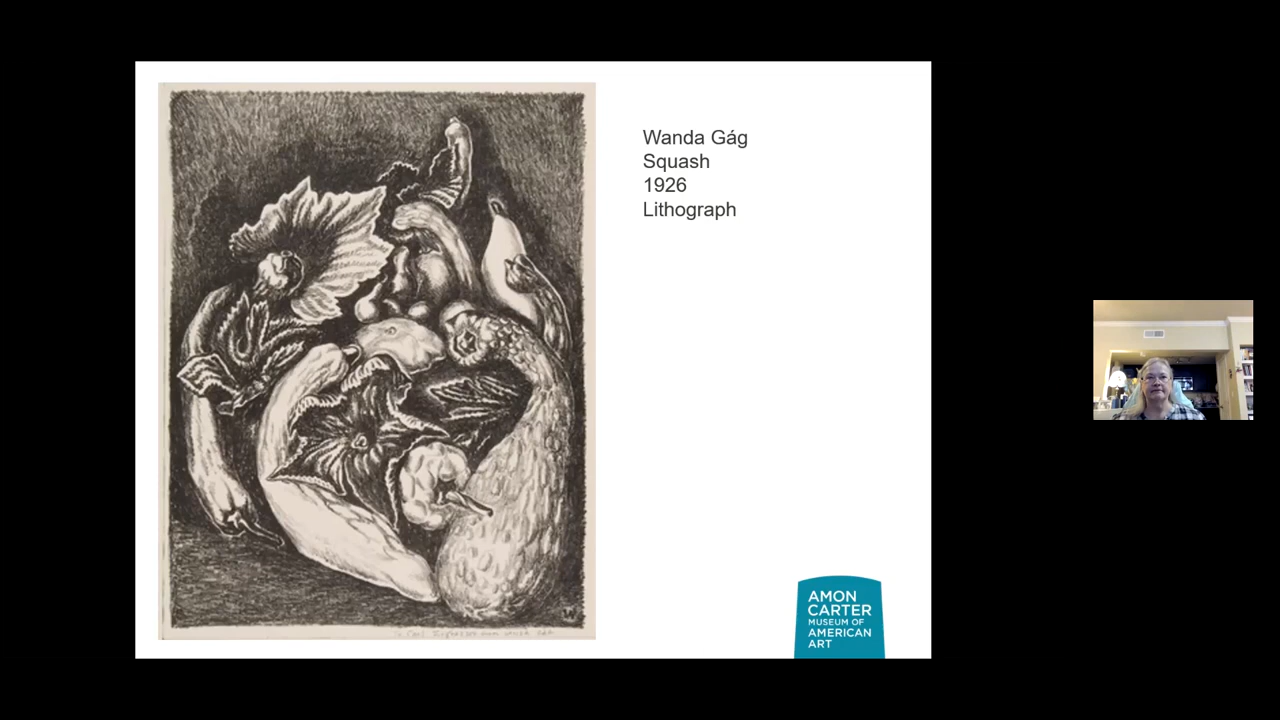 Wanda Gág
Squash
1926
Lithograph
AMON
CARTER
MUSEUM OF
AMERICAN
ART